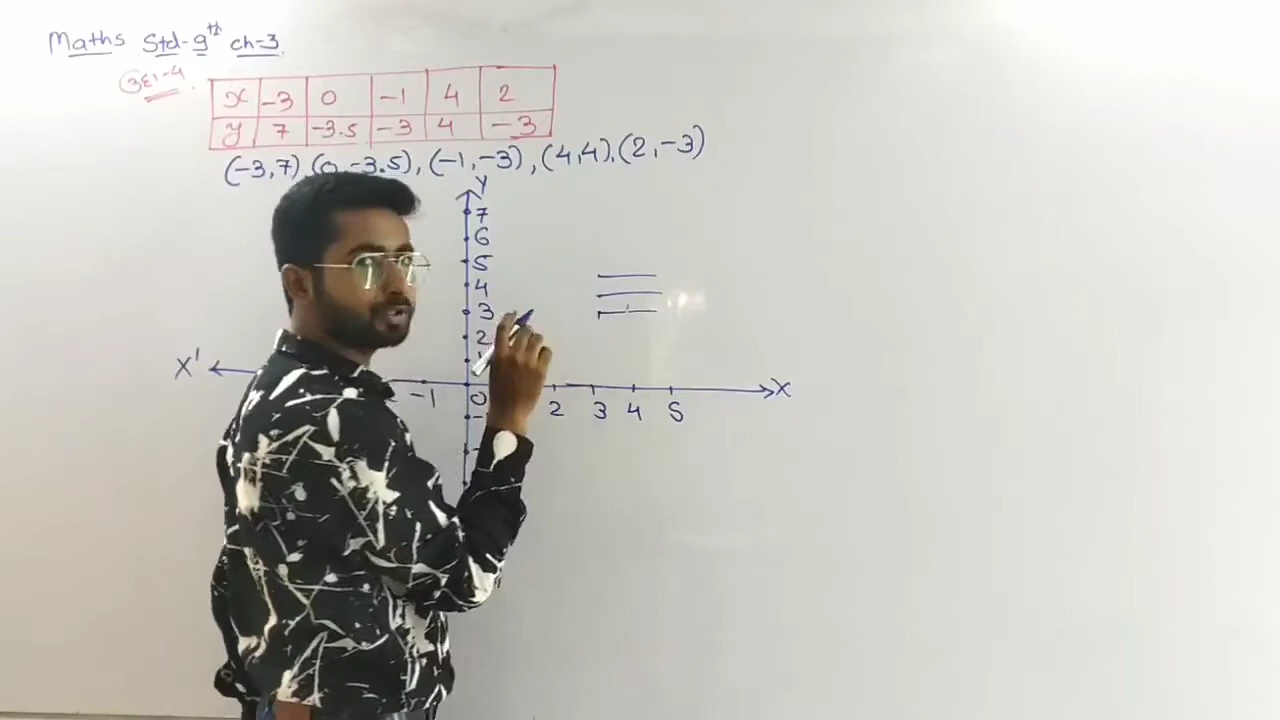 Maths Std-9th ch-3.
x -3 0 -1 4 2
y 7 -3.5 -3 4 -3
(-3,7) (0,-3.5), (-1,-3), (4,4), (2,-3)
Y
7
6
5
4
3
2
X' X
-1 0 2 3 4 5